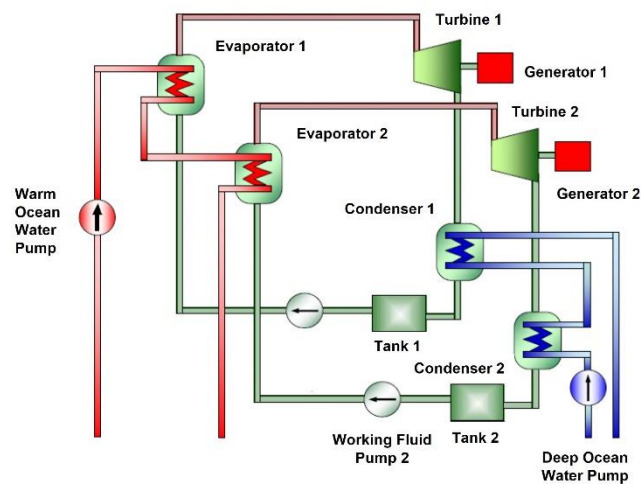 Evaporator 1
Turbine 1
Generator 1
Turbine 2
Evaporator 2
Generator 2
Warm
Ocean
Water
Pump
Condenser 1
Tank 1
Condenser 2
Working Fluid
Pump 2
Tank 2
Deep Ocean
Water Pump